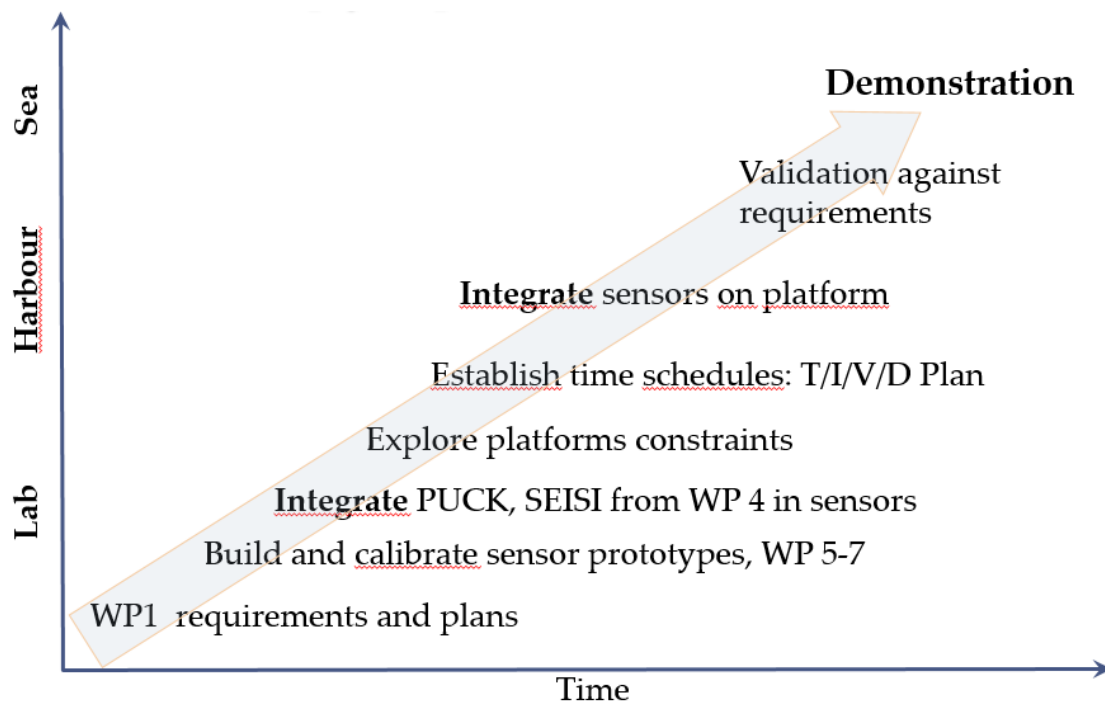 Demonstration
Sea
Validation against
requirements
Harbour
Integrate sensors on platform
Establish time schedules: T/I/V/D Plan
Explore platforms constraints
Lab
Integrate PUCK, SEISI from WP 4 in sensors
Build and calibrate sensor prototypes, WP 5-7
WP1 requirements and plans
Time